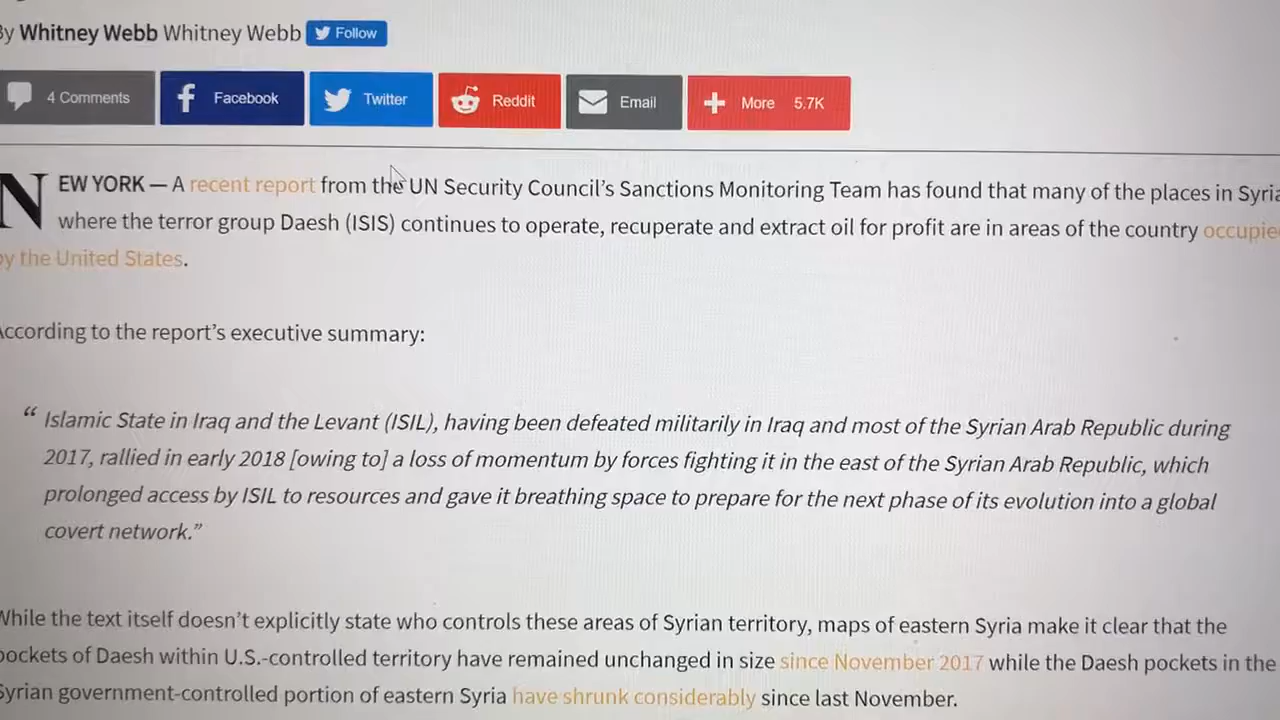 By Whitney Webb Whitney Webb Follow
4 Comments Facebook Twitter Reddit Email More 5.7K
NEW YORK — A recent report from the UN Security Council's Sanctions Monitoring Team has found that many of the places in Syria
where the terror group Daesh (ISIS) continues to operate, recuperate and extract oil for profit are in areas of the country occupied
by the United States.
According to the report's executive summary:
“ Islamic State in Iraq and the Levant (ISIL), having been defeated militarily in Iraq and most of the Syrian Arab Republic during
2017, rallied in early 2018 [owing to] a loss of momentum by forces fighting it in the east of the Syrian Arab Republic, which
prolonged access by ISIL to resources and gave it breathing space to prepare for the next phase of its evolution into a global
covert network.”
While the text itself doesn't explicitly state who controls these areas of Syrian territory, maps of eastern Syria make it clear that the
pockets of Daesh within U.S.-controlled territory have remained unchanged in size since November 2017 while the Daesh pockets in the
Syrian government-controlled portion of eastern Syria have shrunk considerably since last November.